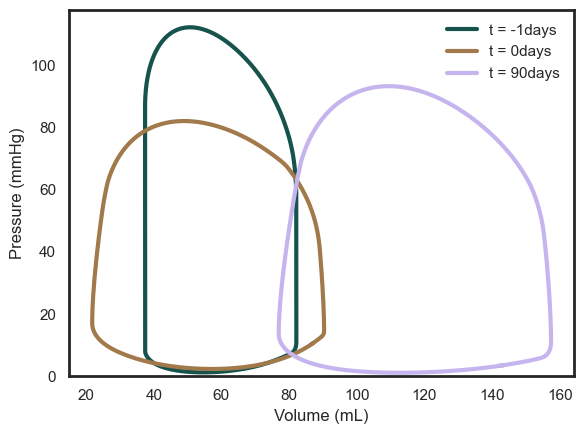 t = -1days
t = 0days
t = 90days
Pressure (mmHg)
100
80
60
40
20
0
20 40 60 80 100 120 140 160
Volume (mL)